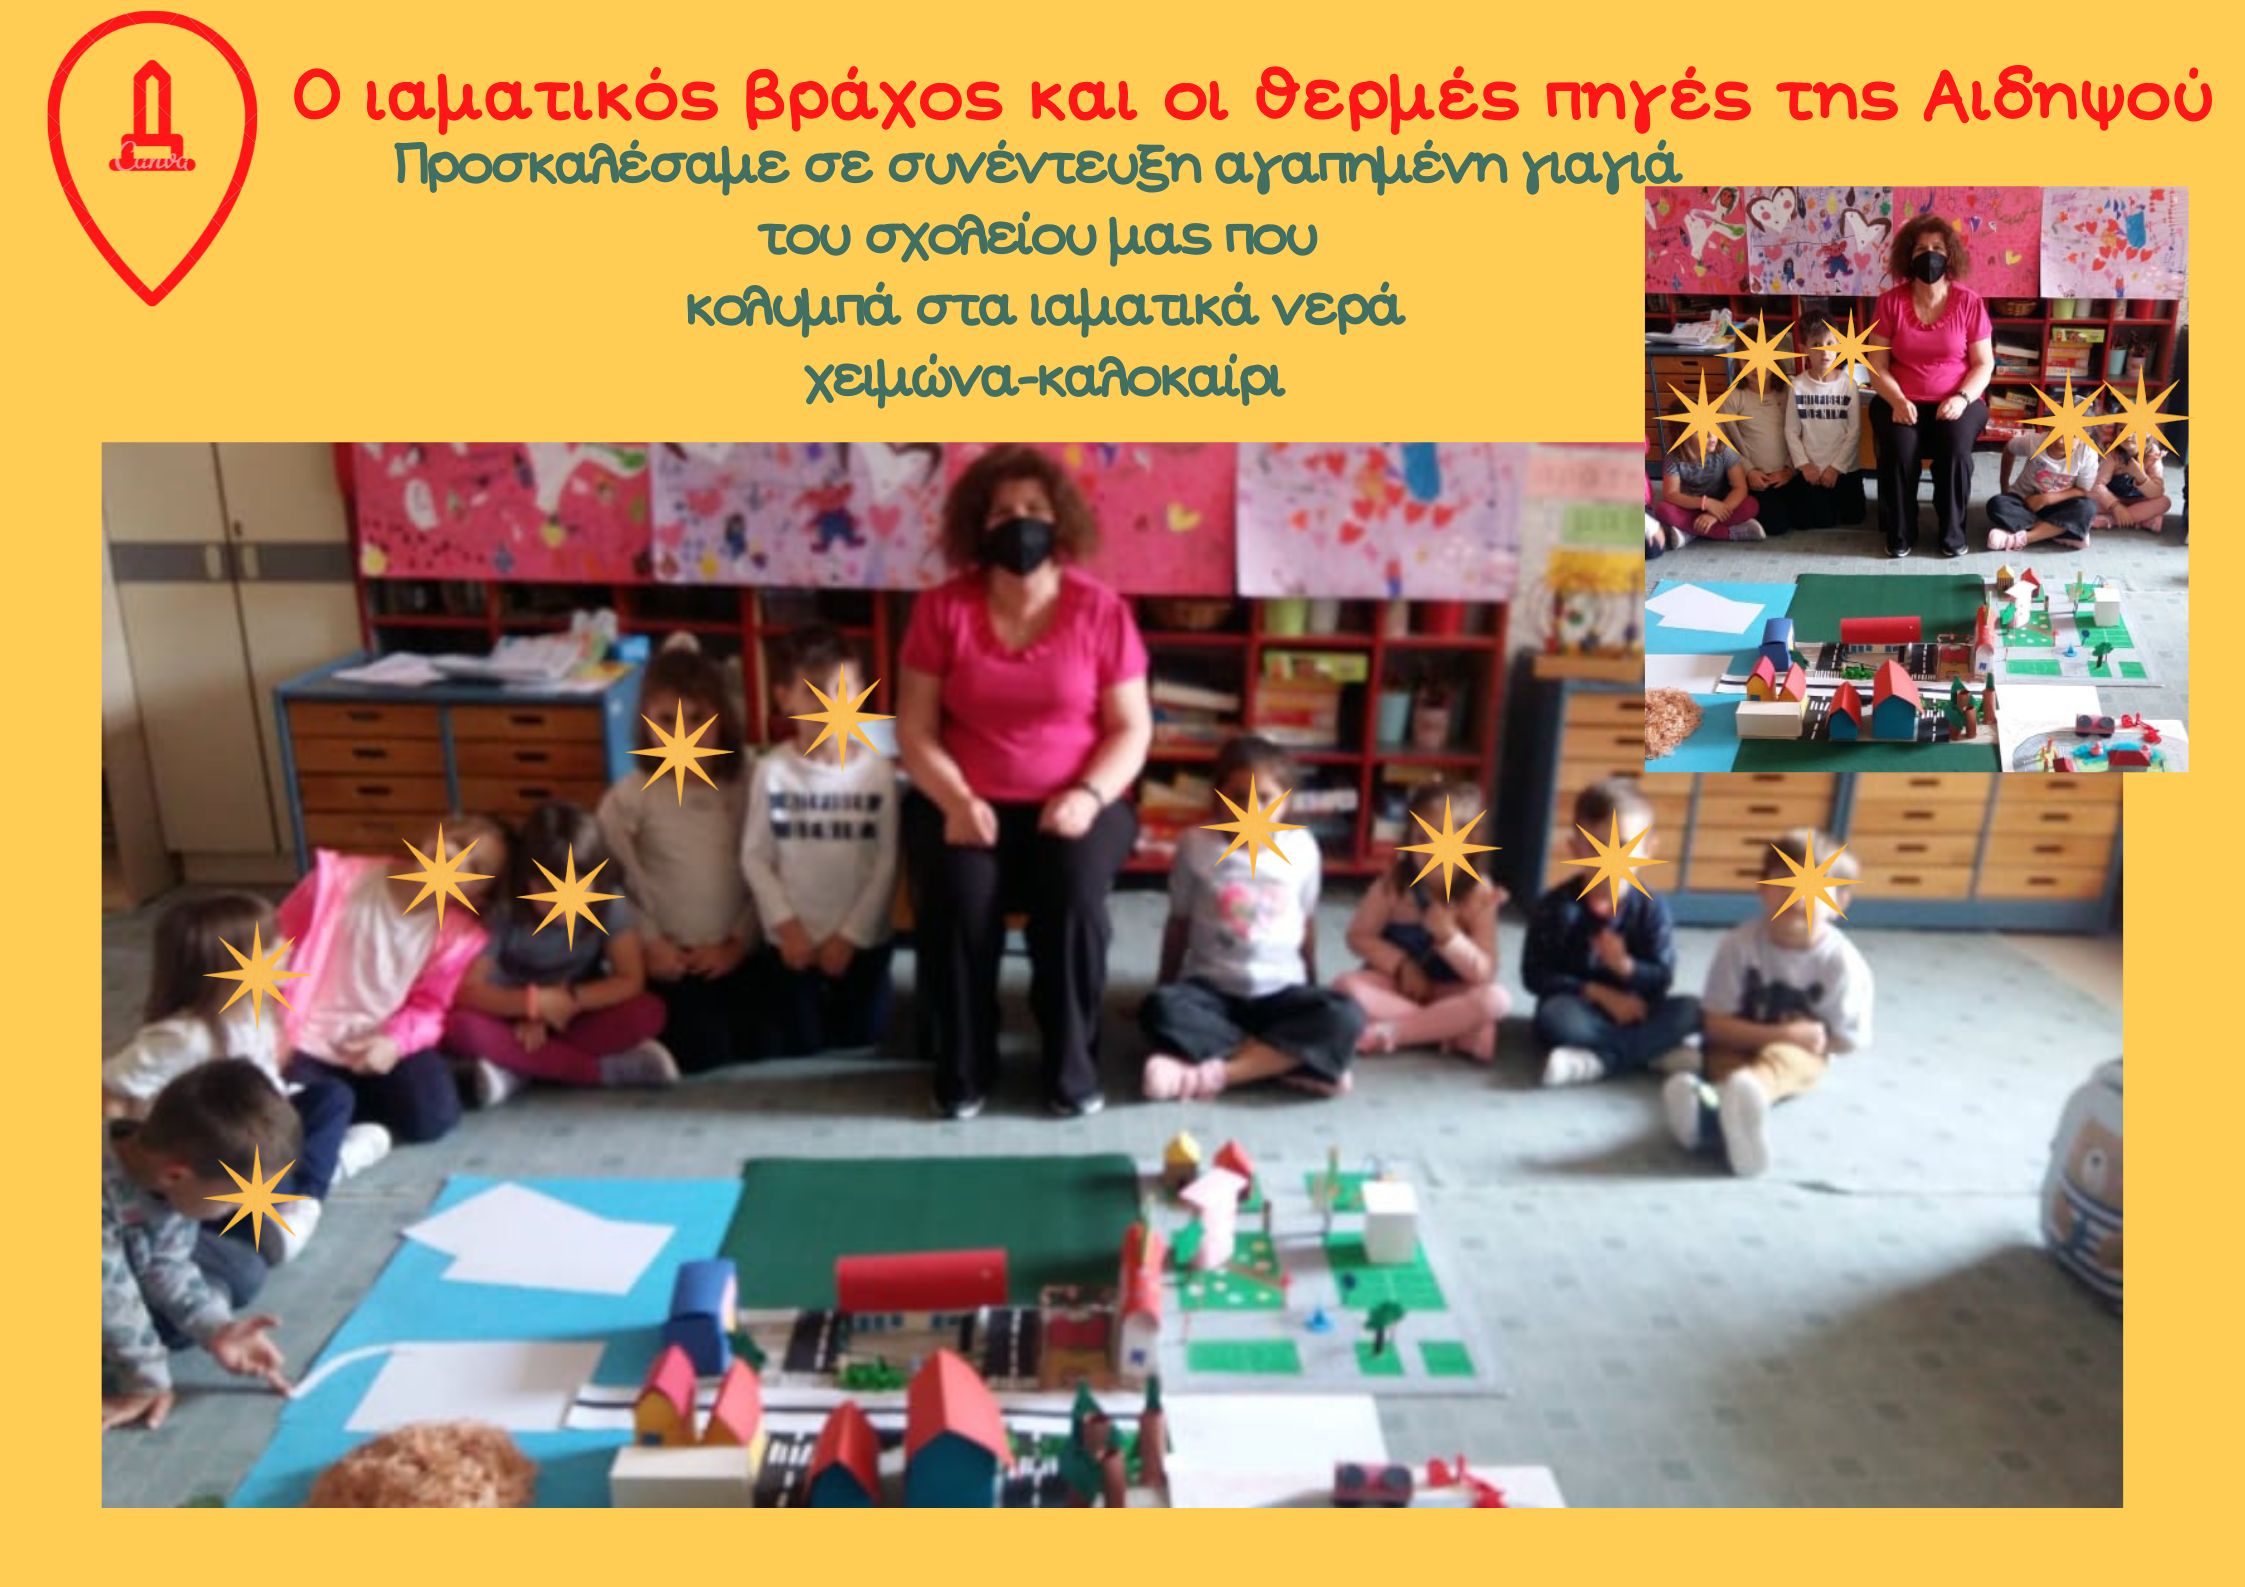 Ο ιαματικός βράχος και οι θερμές πηγές της Αιδηψού
Canva
Προσκαλέσαμε σε συνέντευξη αγαπημένη γιαγιά
του σχολείου μας που
κολυμπά στα ιαματικά νερά
χειμώνα-καλοκαίρι